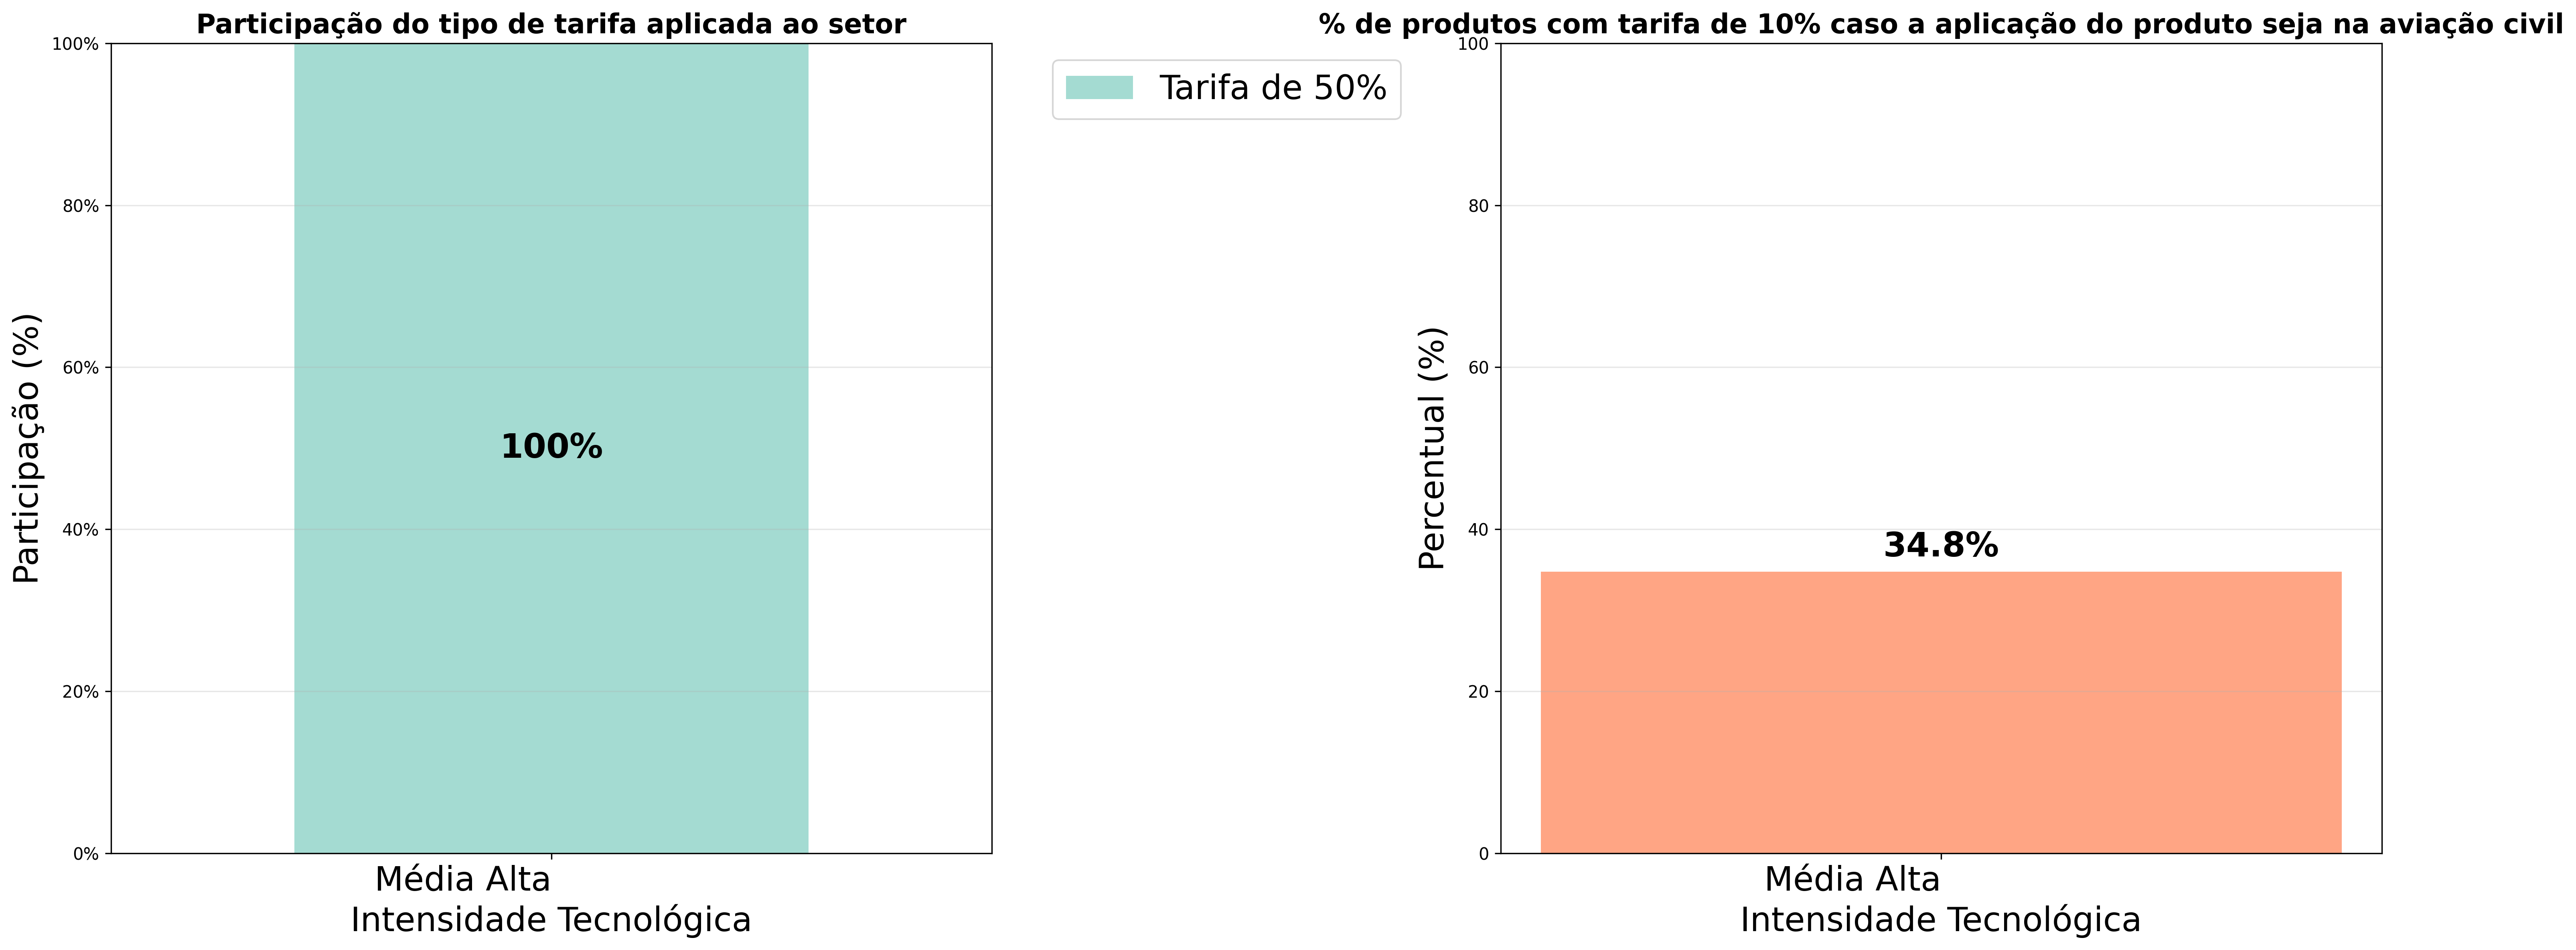 Participação do tipo de tarifa aplicada ao setor
100%
80%
60%
40%
20%
0%
Participação (%)
100%
Média Alta
Intensidade Tecnológica
Tarifa de 50%
% de produtos com tarifa de 10% caso a aplicação do produto seja na aviação civil
100
80
60
40
20
0
Percentual (%)
34.8%
Média Alta
Intensidade Tecnológica